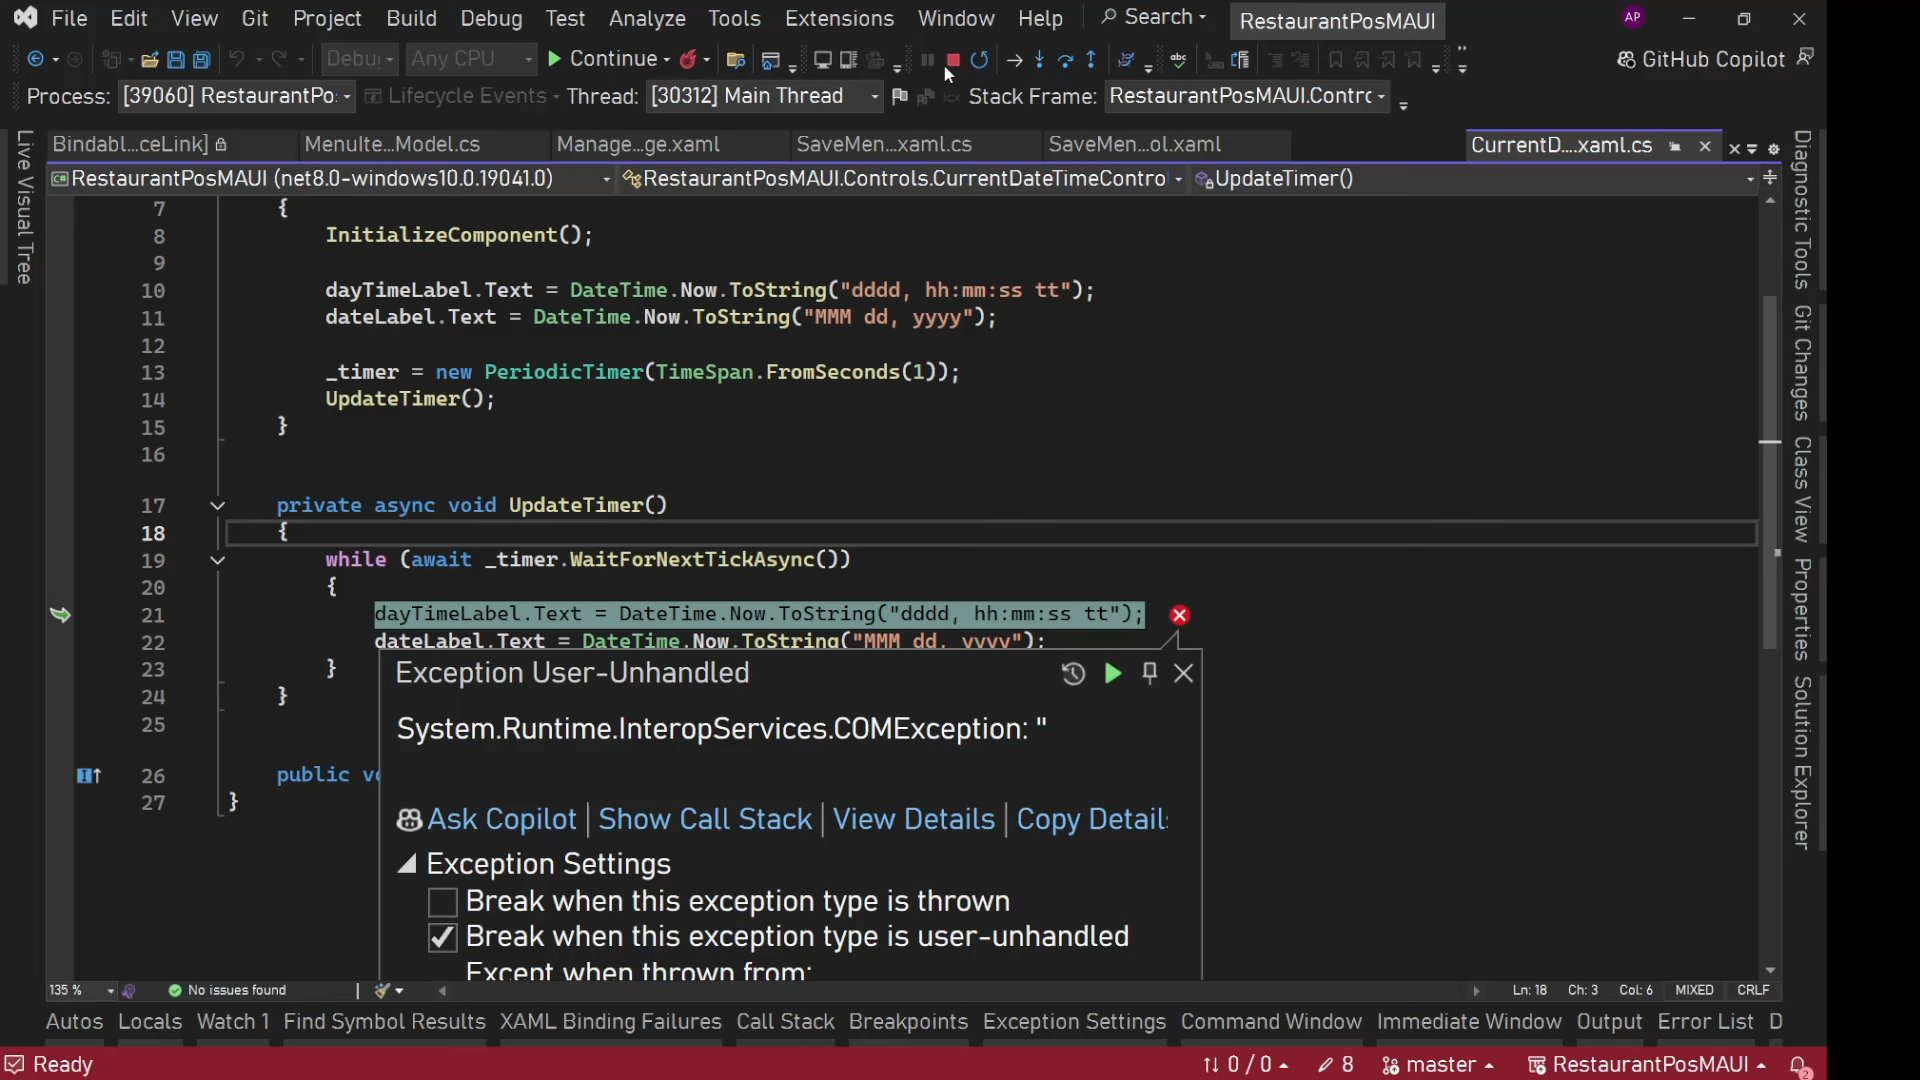 File Edit View Git Project Build Debug Test Analyze Tools Extensions Window Help Search RestaurantPosMAUI AP
Debu Any CPU Continue GitHub Copilot
Process: [39060] RestaurantPo: Lifecycle Events Thread: [30312] Main Thread Stack Frame: RestaurantPosMAUI.Contro
Bindabl...ceLink] MenuIte...Model.cs Manage...ge.xaml SaveMen...xaml.cs SaveMen...ol.xaml CurrentD....xaml.cs
RestaurantPosMAUI (net8.0-windows10.0.19041.0) RestaurantPosMAUI.Controls.CurrentDateTimeContro UpdateTimer()
Live Visual Tree
7 {
8 InitializeComponent();
9
10 dayTimeLabel.Text = DateTime.Now.ToString("dddd, hh:mm:ss tt");
11 dateLabel.Text = DateTime.Now.ToString("MMM dd, yyyy");
12
13 _timer = new PeriodicTimer(TimeSpan.FromSeconds(1));
14 UpdateTimer();
15 }
16
17 private async void UpdateTimer()
18 {
19 while (await _timer.WaitForNextTickAsync())
20 {
21 dayTimeLabel.Text = DateTime.Now.ToString("dddd, hh:mm:ss tt");
22 dateLabel.Text = DateTime.Now.ToString("MMM dd, yyyy");
23 }
24 }
25
26 public vo
27 }
Exception User-Unhandled
System.Runtime.InteropServices.COMException: ''
Ask Copilot | Show Call Stack | View Details | Copy Details
Exception Settings
Break when this exception type is thrown
Break when this exception type is user-unhandled
Except when thrown from:
Diagnostic Tools
Git Changes
Class View
Properties
Solution Explorer
135 % No issues found Ln: 18 Ch: 3 Col: 6 MIXED CRLF
Autos Locals Watch 1 Find Symbol Results XAML Binding Failures Call Stack Breakpoints Exception Settings Command Window Immediate Window Output Error List D
Ready 0 / 0 8 master RestaurantPosMAUI 2